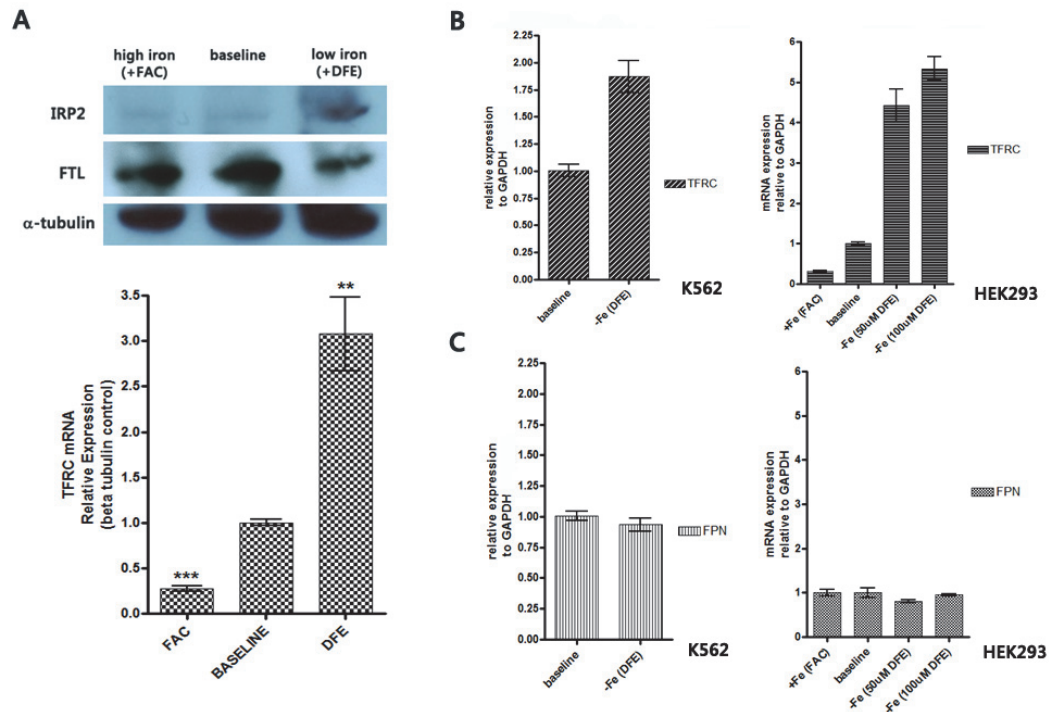 A
high iron baseline low iron
(+FAC) (+DFE)
IRP2
FTL
α-tubulin
TFRC mRNA
Relative Expression
(beta tubulin control)
3.5
3.0
2.5
2.0
1.5
1.0
0.5
0.0
***
**
FAC
BASELINE
DFE
B
relative expression
to GAPDH
2.25
2.00
1.75
1.50
1.25
1.00
0.75
0.50
0.25
0.00
TFRC
baseline
-Fe (DFE)
K562
mRNA expression
relative to GAPDH
6
5
4
3
2
1
0
TFRC
+Fe (FAC)
baseline
-Fe (50uM DFE)
-Fe (100uM DFE)
HEK293
C
relative expression
to GAPDH
2.25
2.00
1.75
1.50
1.25
1.00
0.75
0.50
0.25
0.00
FPN
baseline
-Fe (DFE)
K562
mRNA expression
relative to GAPDH
6
5
4
3
2
1
0
FPN
+Fe (FAC)
baseline
-Fe (50uM DFE)
-Fe (100uM DFE)
HEK293